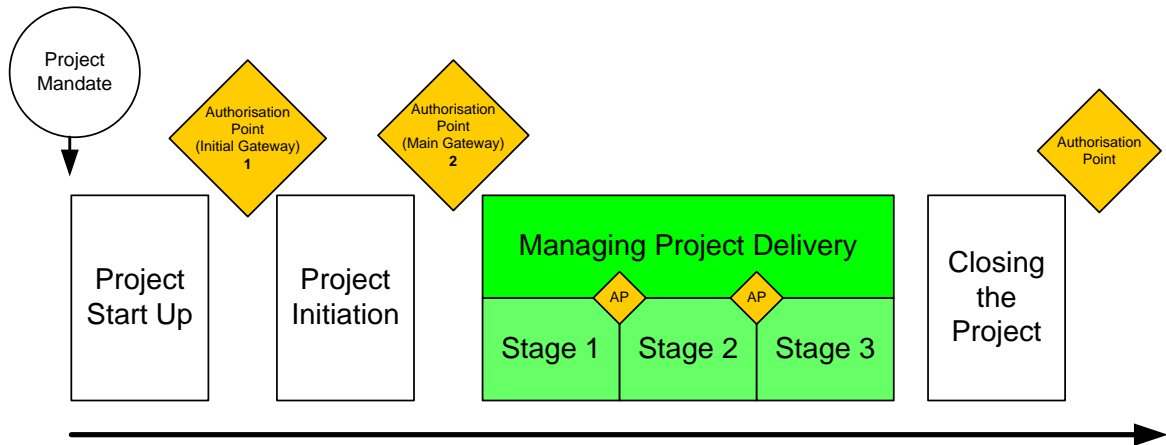 Project
Mandate
Authorisation
Point
(Initial Gateway)
1
Authorisation
Point
(Main Gateway)
2
Authorisation
Point
Project
Start Up
Project
Initiation
Managing Project Delivery
AP
AP
Stage 1
Stage 2
Stage 3
Closing
the
Project